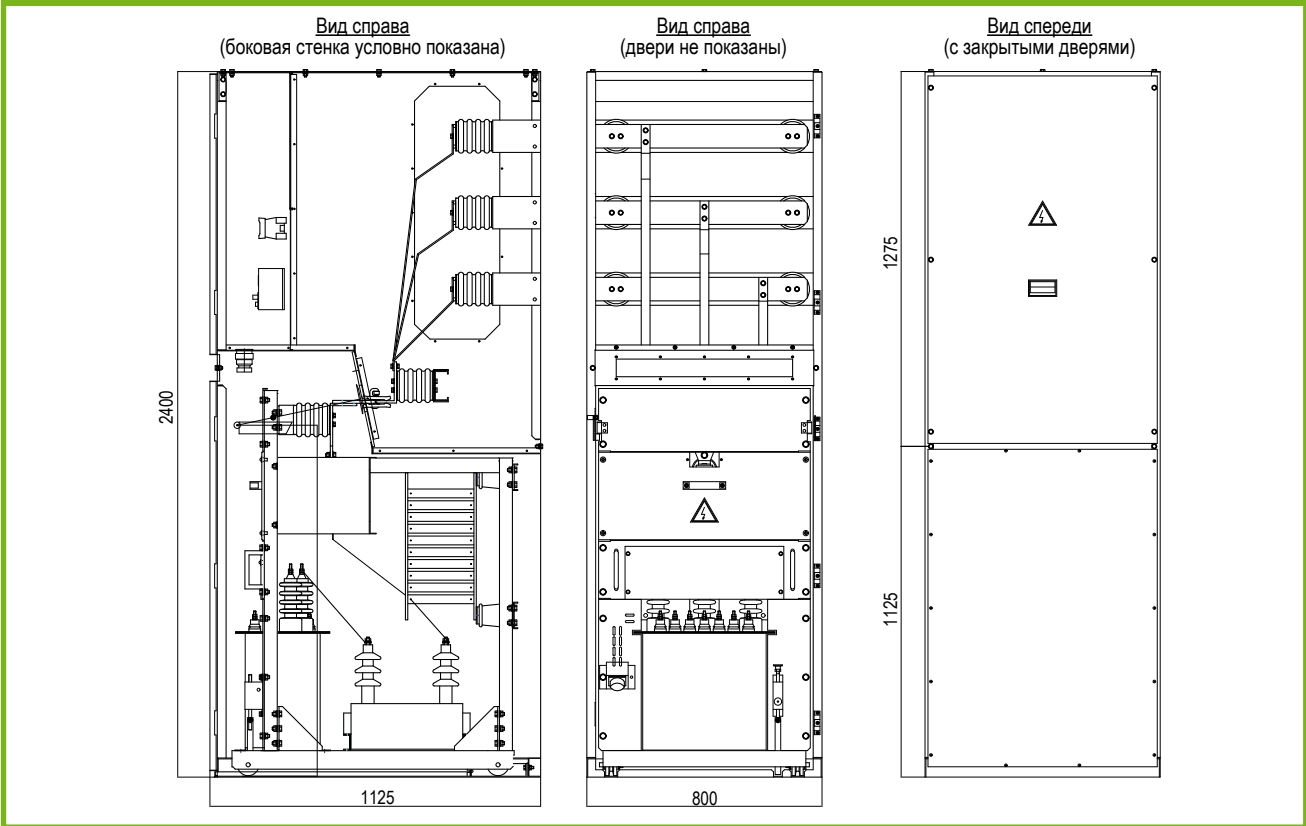 Вид справа
(боковая стенка условно показана)
Вид справа
(двери не показаны)
Вид спереди
(с закрытыми дверями)
2400
1125
800
1275
1125